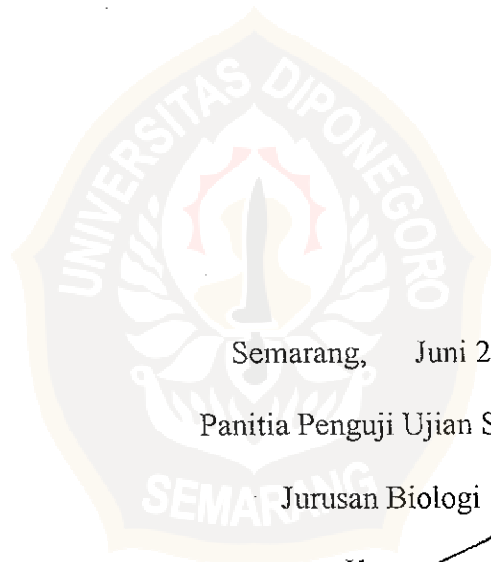 UNIVERSITAS DIPONEGORO
Semarang, Juni 2
Panitia Penguji Ujian S
SEMARANG
Jurusan Biologi